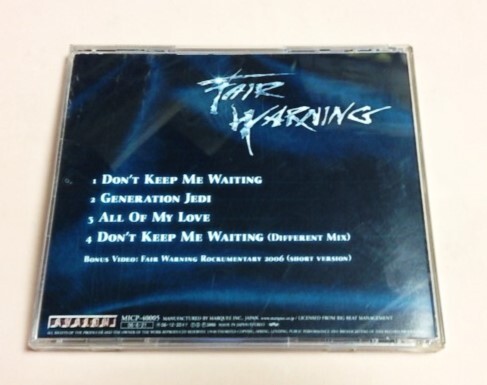 FAIR
WARNING
1 DON'T KEEP ME WAITING
2 GENERATION JEDI
3 ALL OF MY LOVE
4 DON'T KEEP ME WAITING (DIFFERENT MIX)
BONUS VIDEO: FAIR WARNING ROCKUMENTARY 2006 (SHORT VERSION)
AVALON MICP-40005 MANUFACTURED BY MARQUEE INC. JAPAN LICENSED FROM BIG BEAT MANAGEMENT
MADE IN JAPAN